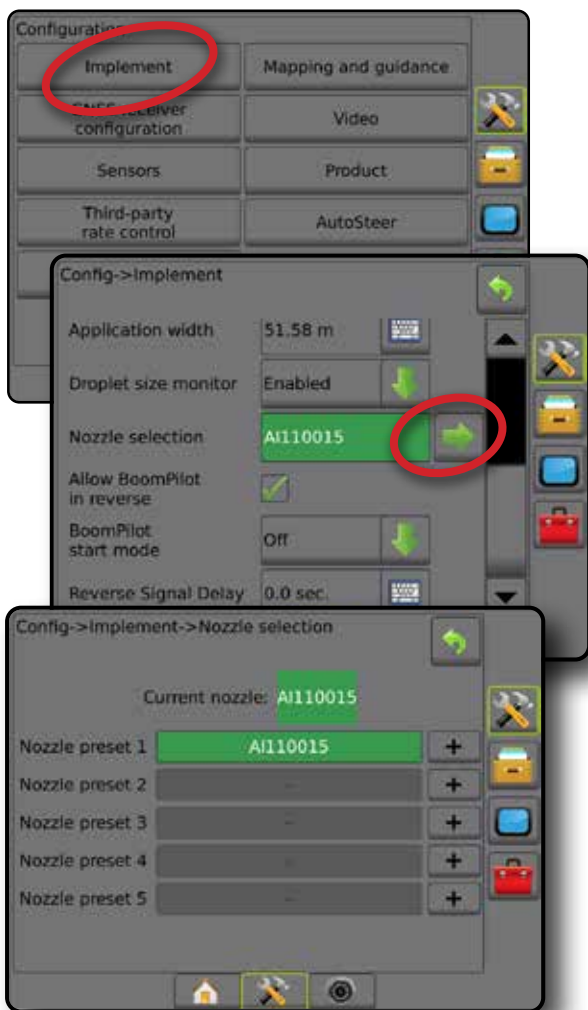 Configuration
Implement
Mapping and guidance
GNSS receiver
configuration
Video
Sensors
Product
Third-party
rate control
AutoSteer
Config->Implement
Application width
51.58 m
Droplet size monitor
Enabled
Nozzle selection
AI110015
Allow BoomPilot
in reverse
BoomPilot
start mode
Off
Reverse Signal Delay
0.0 sec.
Config->Implement->Nozzle selection
Current nozzle: AI110015
Nozzle preset 1 AI110015 +
Nozzle preset 2 -- +
Nozzle preset 3 -- +
Nozzle preset 4 -- +
Nozzle preset 5 -- +